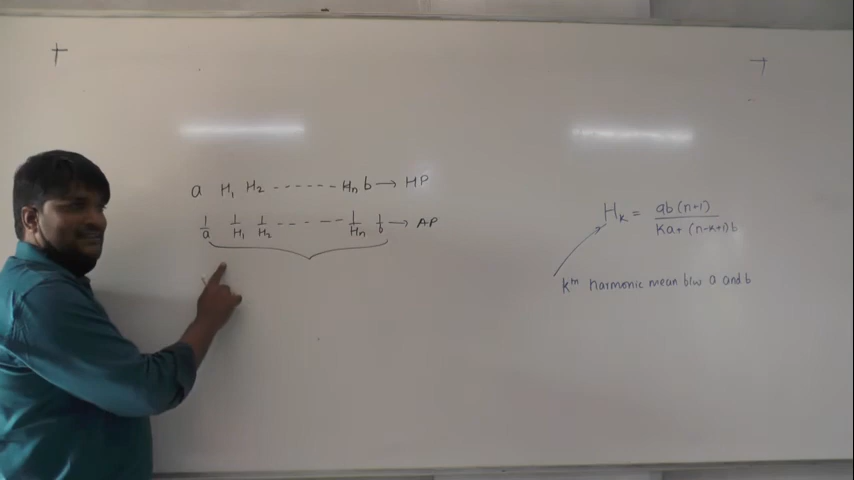 a H₁ H₂ ------ Hₙ b → HP
1/a 1/H₁ 1/H₂ ------ 1/Hₙ 1/b → AP
Hₖ = ab(n+1) / Ka+(n-k+1)b
kth harmonic mean b/w a and b